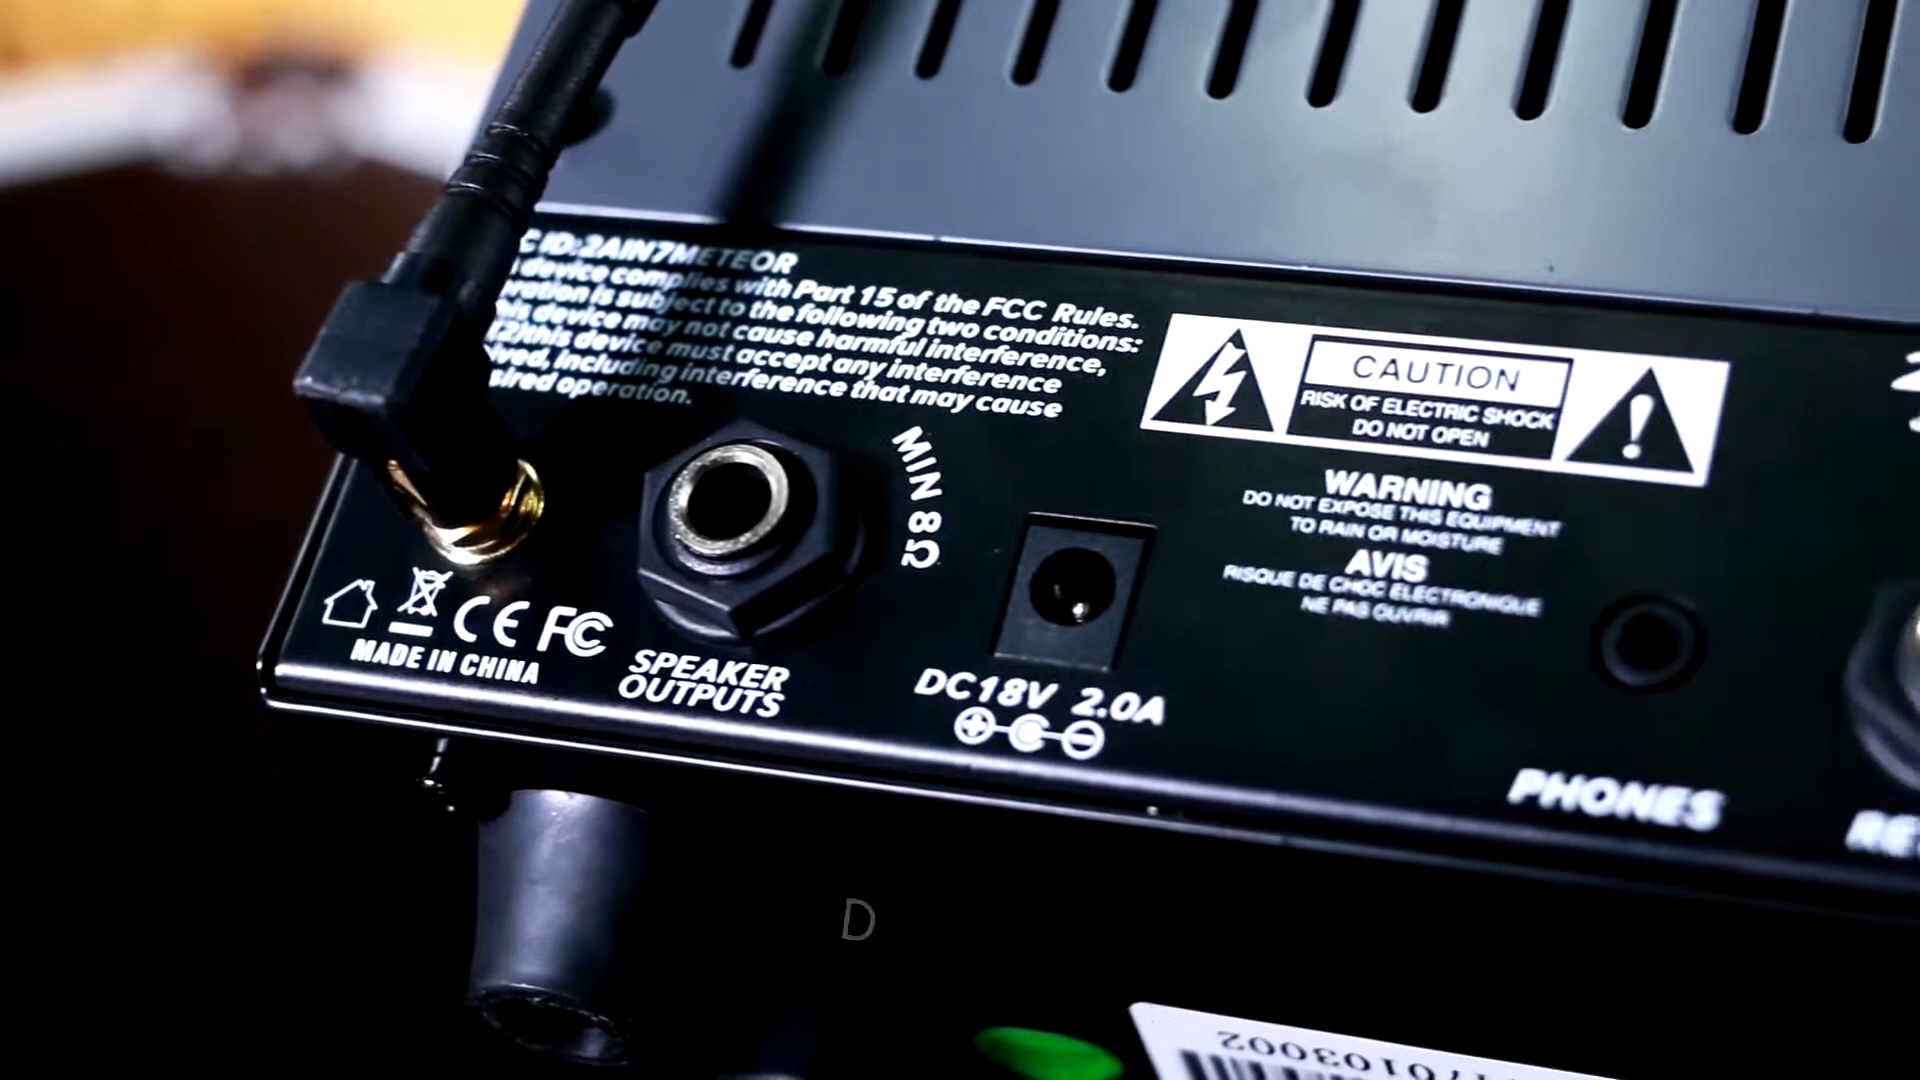 C ID:2AIN7METEOR
device complies with Part 15 of the FCC Rules.
ration is subject to the following two conditions:
his device may not cause harmful interference,
(2)this device must accept any interference
ived, including interference that may cause
sired operation.
CAUTION
RISK OF ELECTRIC SHOCK
DO NOT OPEN
WARNING
DO NOT EXPOSE THIS EQUIPMENT
TO RAIN OR MOISTURE
AVIS
RISQUE DE CHOC ELECTRONIQUE
NE PAS OUVRIR
MIN 8Ω
CE FC
MADE IN CHINA
SPEAKER
OUTPUTS
DC18V 2.0A
PHONES
RE
D
70103002